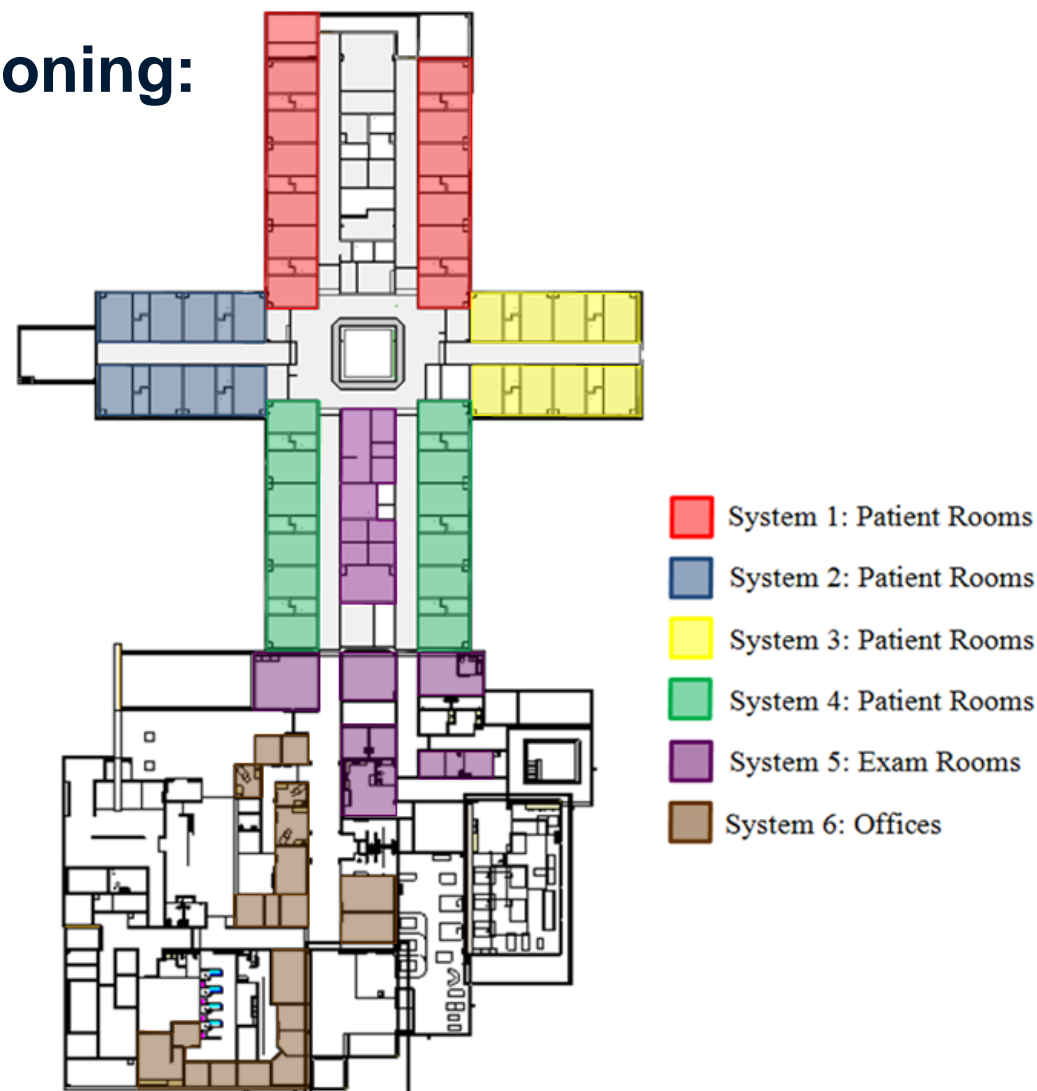 oning:
System 1: Patient Rooms
System 2: Patient Rooms
System 3: Patient Rooms
System 4: Patient Rooms
System 5: Exam Rooms
System 6: Offices